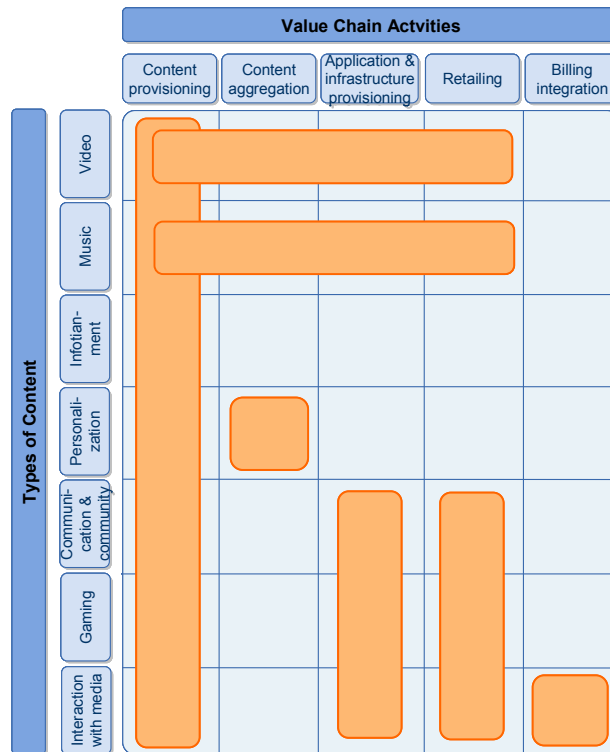 Value Chain Actvities
Content
provisioning
Content
aggregation
Application &
infrastructure
provisioning
Retailing
Billing
integration
Types of Content
Video
Music
Infotian-
ment
Personali-
zation
Communi-
cation &
community
Gaming
Interaction
with media